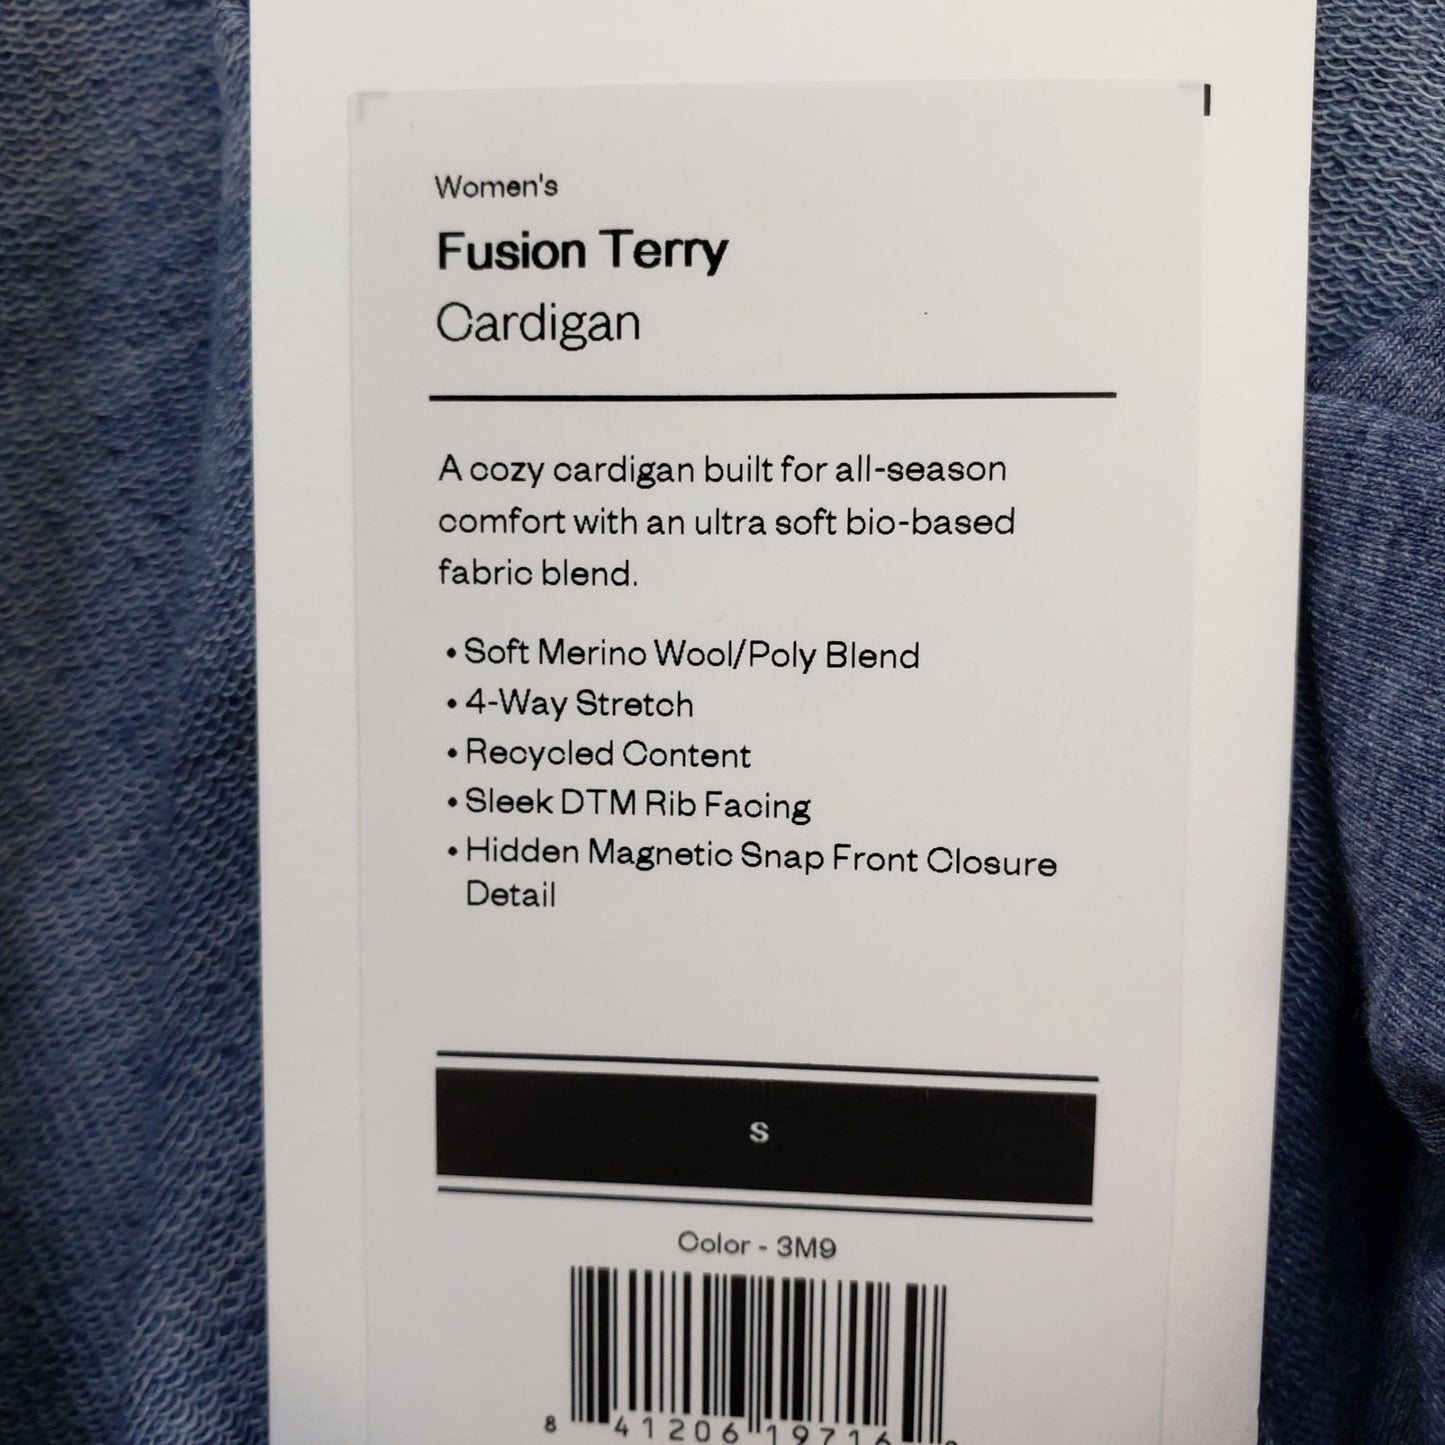 Women's
Fusion Terry
Cardigan
A cozy cardigan built for all-season
comfort with an ultra soft bio-based
fabric blend.
• Soft Merino Wool/Poly Blend
• 4-Way Stretch
• Recycled Content
• Sleek DTM Rib Facing
• Hidden Magnetic Snap Front Closure
Detail
S
Color - 3M9
8 41206 19716